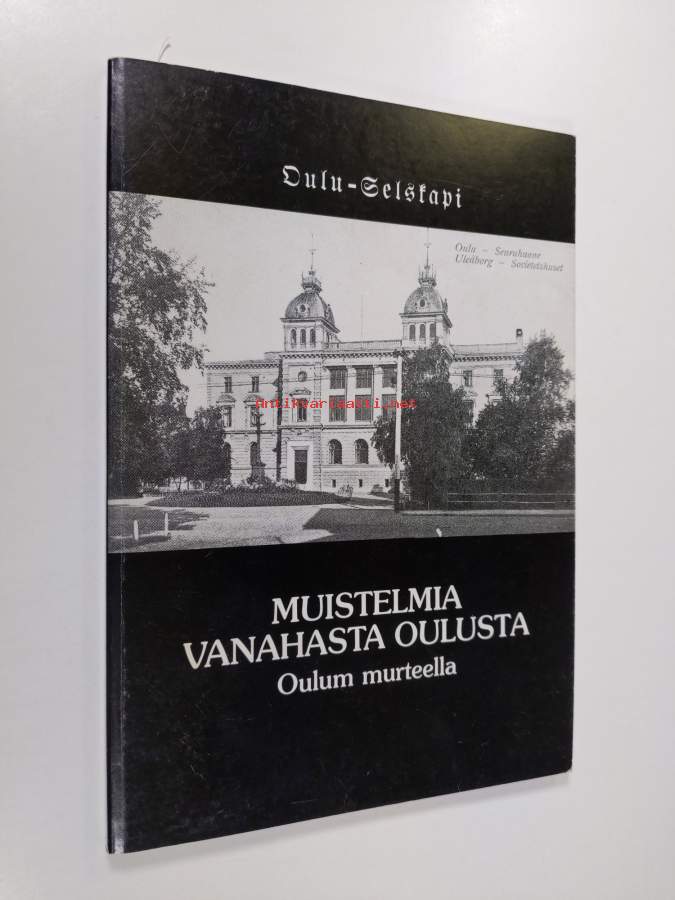 Oulu-Selskapi
Oulu – Seurahuone
Uleåborg – Societetshuset
Antikvariaatti.net
MUISTELMIA
VANAHASTA OULUSTA
Oulum murteella